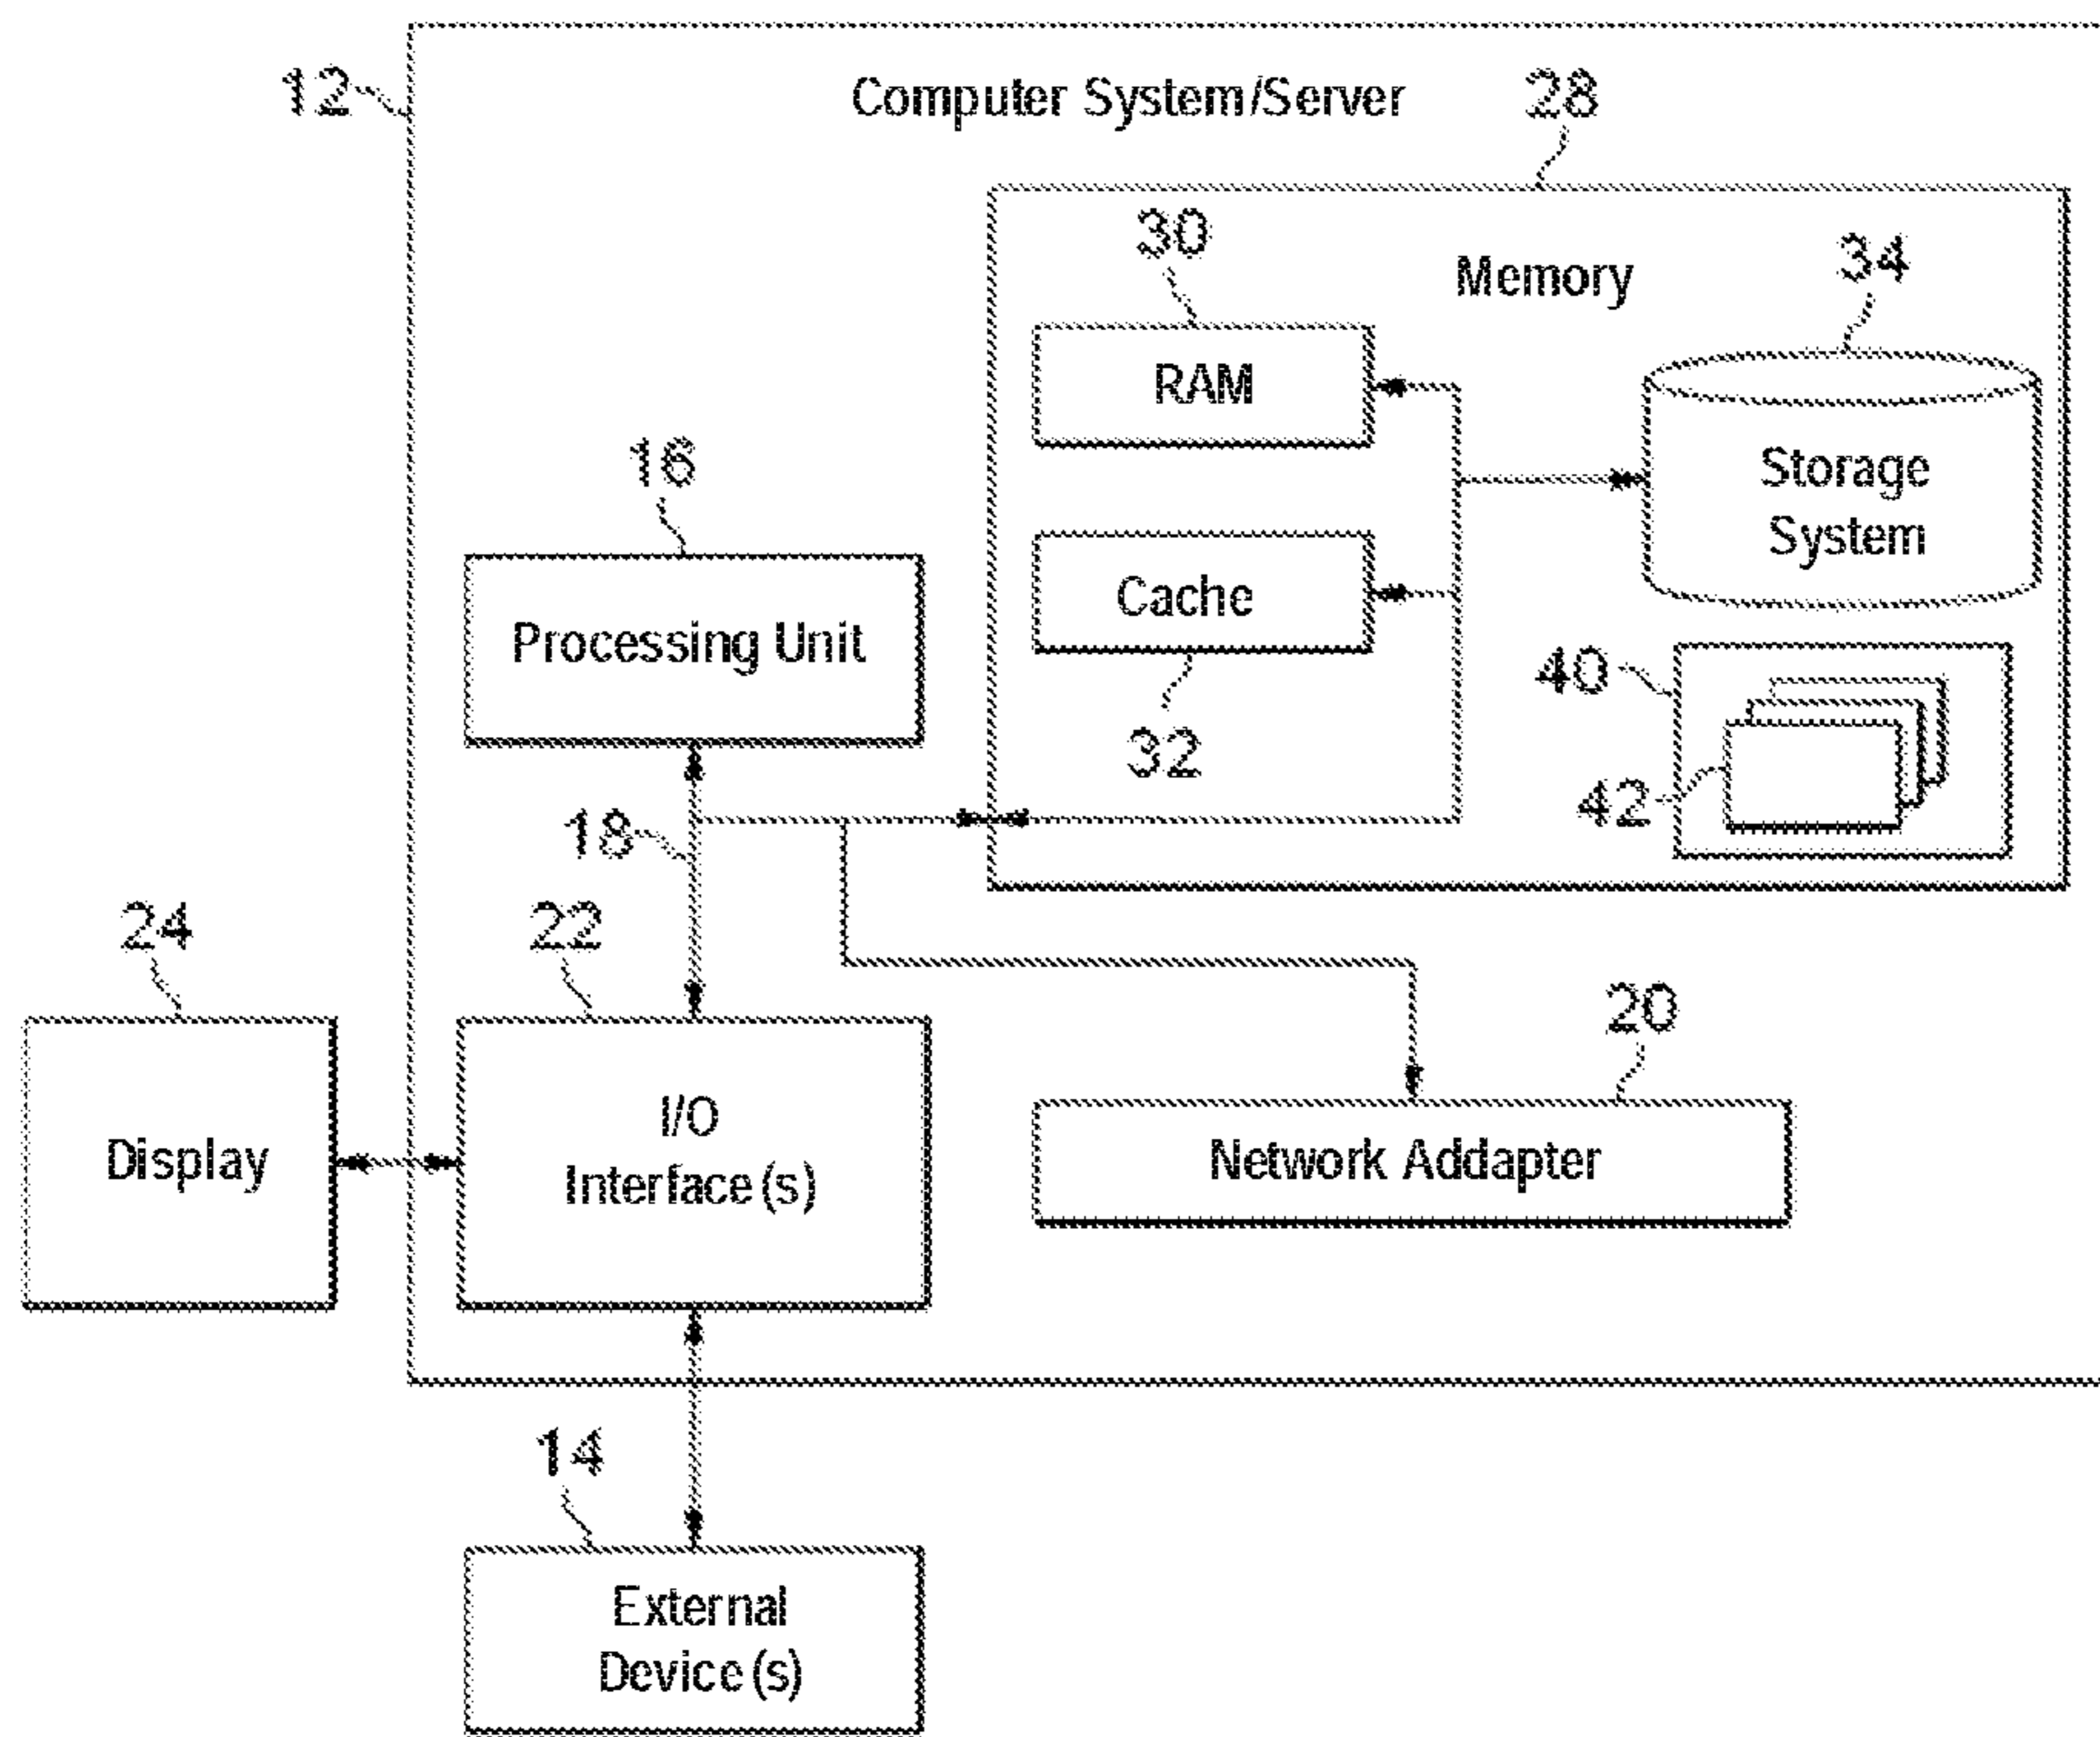 12
Computer System/Server
28
30
Memory
34
RAM
16
Storage
System
Processing Unit
Cache
40
32
42
18
24
22
20
Display
I/O
Interface(s)
Network Addapter
14
External
Device(s)